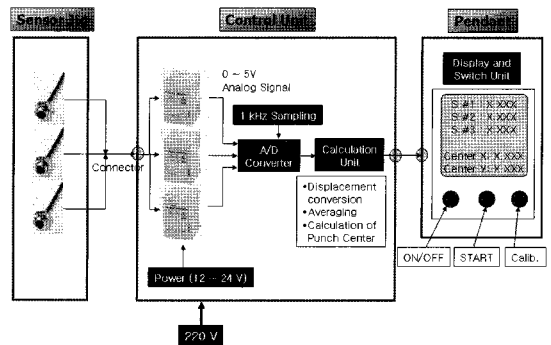 Control Unit
Pendant
0 ~ 5V
Analog Signal
1 kHz Sampling
A/D
Converter
Calculation
Unit
Connector
•Displacement
conversion
•Averaging
•Calculation of
Punch Center
Power (12 ~ 24 V)
220 V
Display and
Switch Unit
S #1 X.XXX
S #2 X.XXX
S #3 X.XXX
Center X: X.XXX
Center Y: X.XXX
ON/OFF
START
Calib.